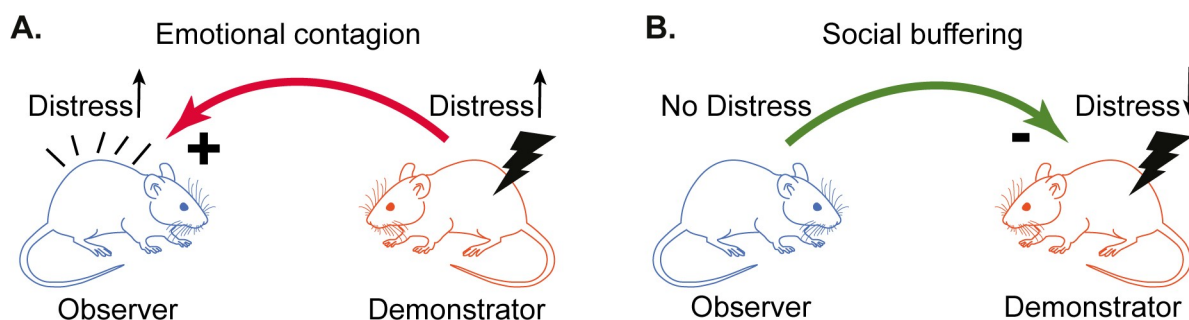 A. Emotional contagion
Distress Distress
+
Observer Demonstrator
B. Social buffering
No Distress Distress
-
Observer Demonstrator